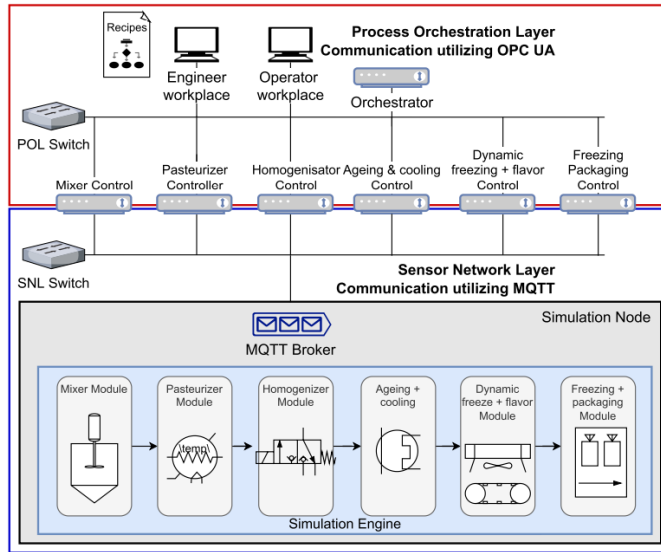 Recipes
Process Orchestration Layer
Communication utilizing OPC UA
Engineer
workplace
Operator
workplace
Orchestrator
POL Switch
Mixer Control
Pasteurizer
Controller
Homogenisator
Control
Ageing & cooling
Control
Dynamic
freezing + flavor
Control
Freezing
Packaging
Control
SNL Switch
Sensor Network Layer
Communication utilizing MQTT
Simulation Node
MQTT Broker
Mixer Module
Pasteurizer
Module
Homogenizer
Module
Ageing +
cooling
Dynamic
freeze + flavor
Module
Freezing +
packaging
Module
\temp\
Simulation Engine